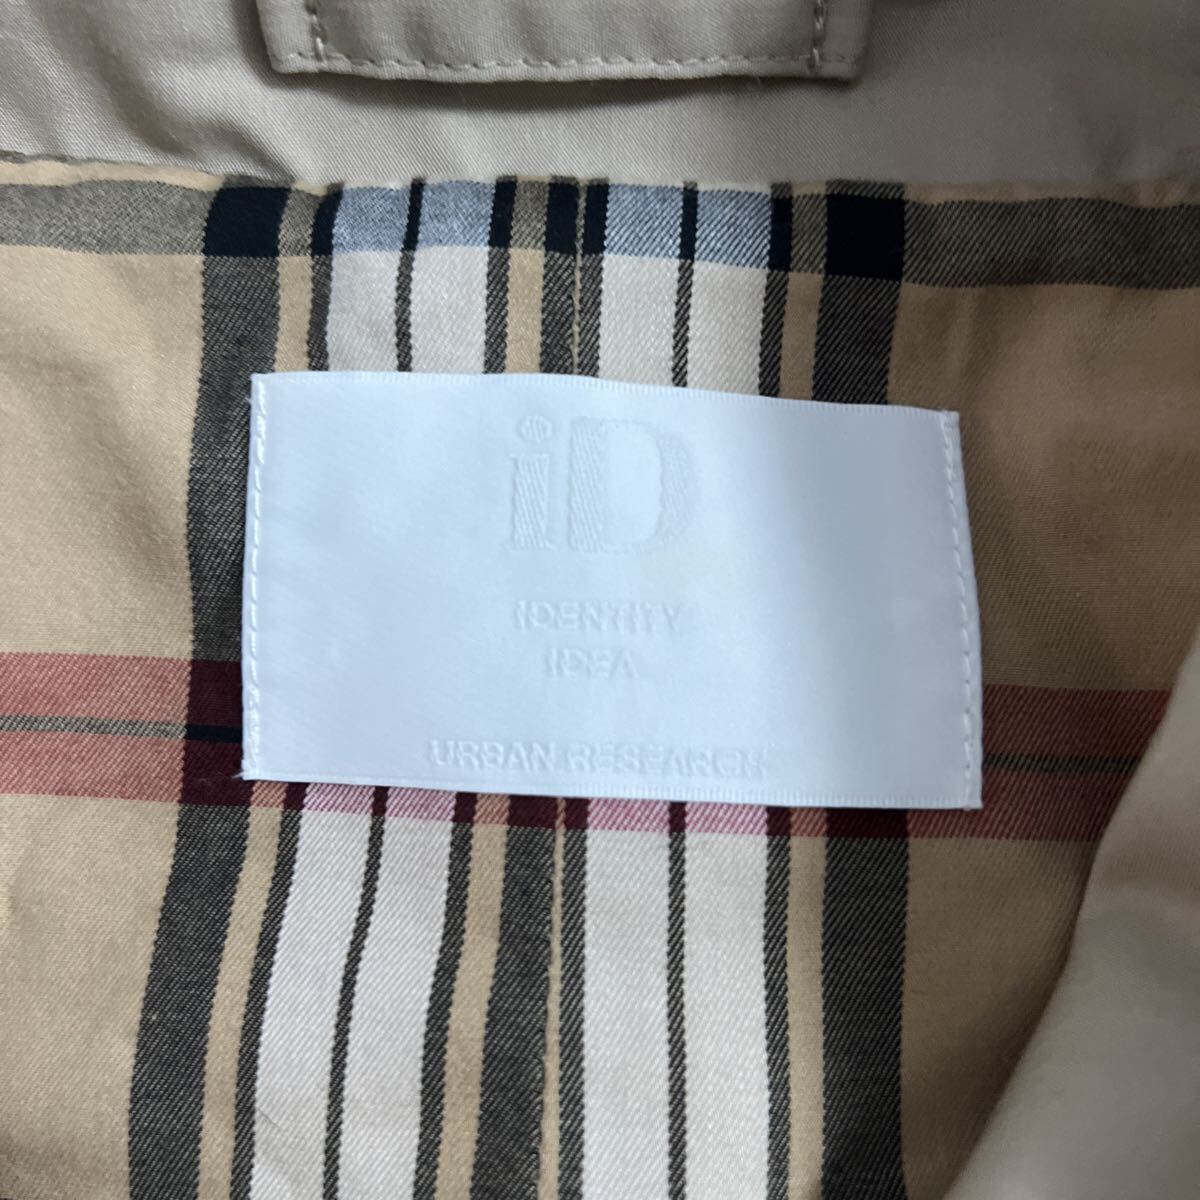 iD
IDENTITY
IDEA
URBAN RESEARCH